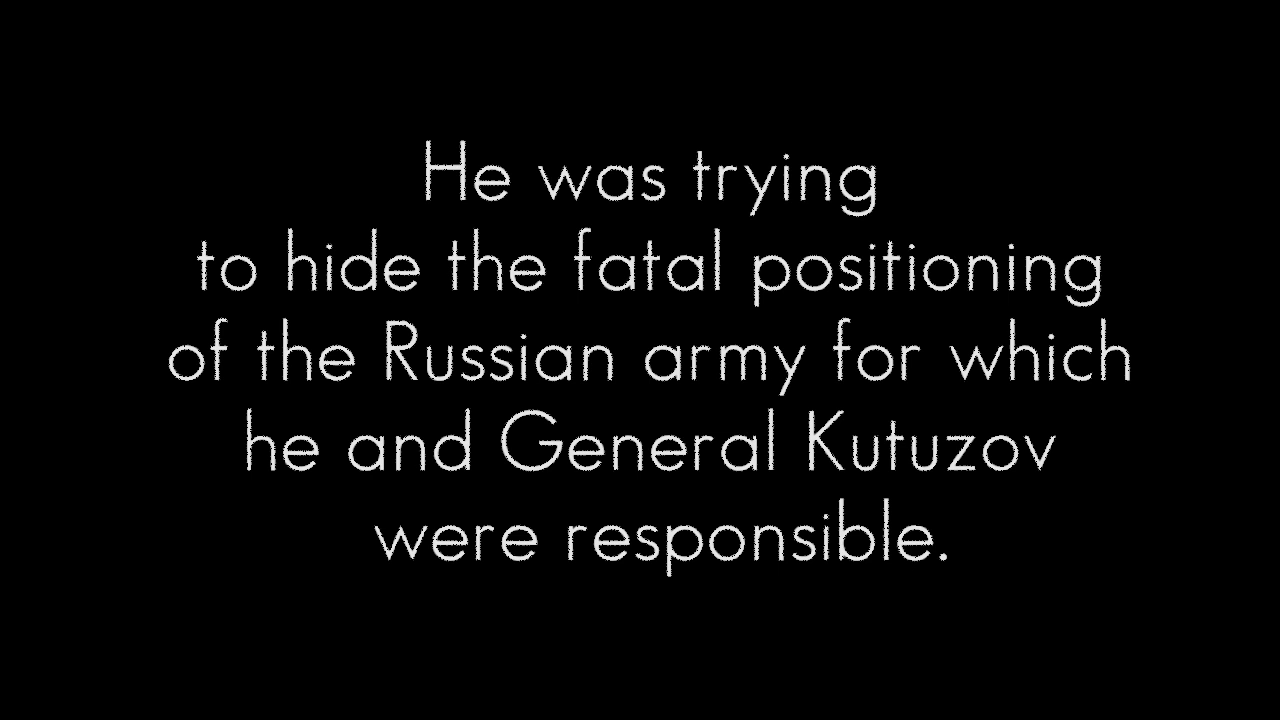 He was trying
to hide the fatal positioning
of the Russian army for which
he and General Kutuzov
were responsible.